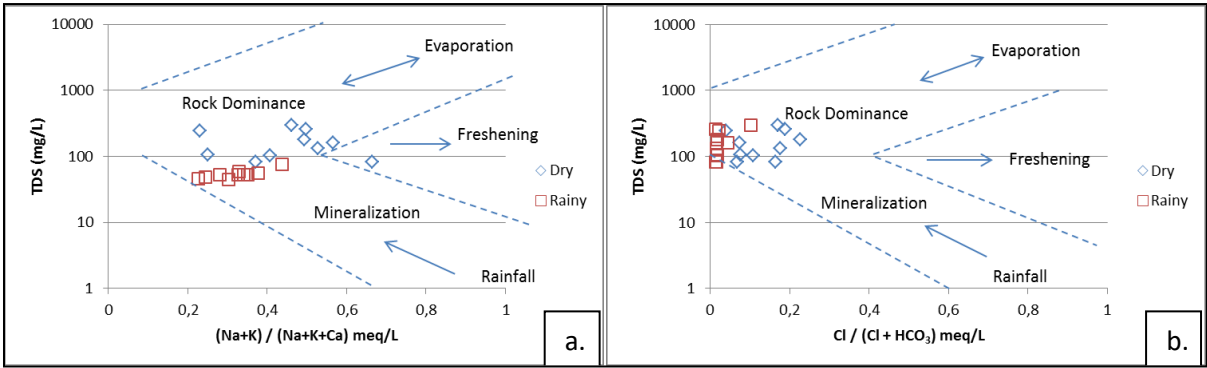 10000
1000
100
10
1
TDS (mg/L)
0
0,2
0,4
0,6
0,8
1
(Na+K) / (Na+K+Ca) meq/L
Evaporation
Rock Dominance
Freshening
Mineralization
Rainfall
Dry
Rainy
a.
10000
1000
100
10
1
TDS (mg/L)
0
0,2
0,4
0,6
0,8
1
Cl / (Cl + HCO₃) meq/L
Evaporation
Rock Dominance
Freshening
Mineralization
Rainfall
Dry
Rainy
b.